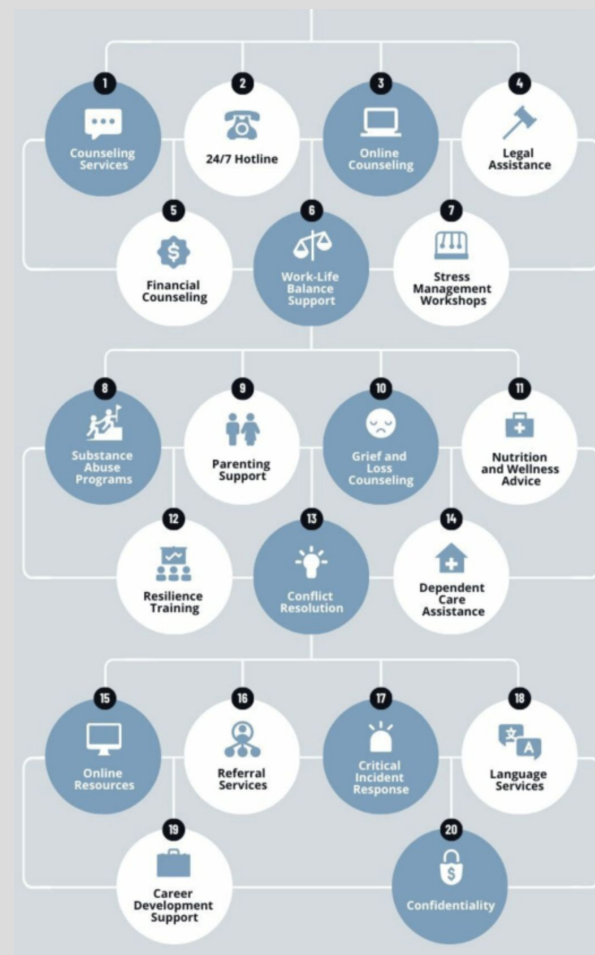 1
Counseling
Services
2
24/7 Hotline
3
Online
Counseling
4
Legal
Assistance
5
Financial
Counseling
6
Work-Life
Balance
Support
7
Stress
Management
Workshops
8
Substance
Abuse
Programs
9
Parenting
Support
10
Grief and
Loss
Counseling
11
Nutrition
and Wellness
Advice
12
Resilience
Training
13
Conflict
Resolution
14
Dependent
Care
Assistance
15
Online
Resources
16
Referral
Services
17
Critical
Incident
Response
18
文
A
Language
Services
19
Career
Development
Support
20
Confidentiality